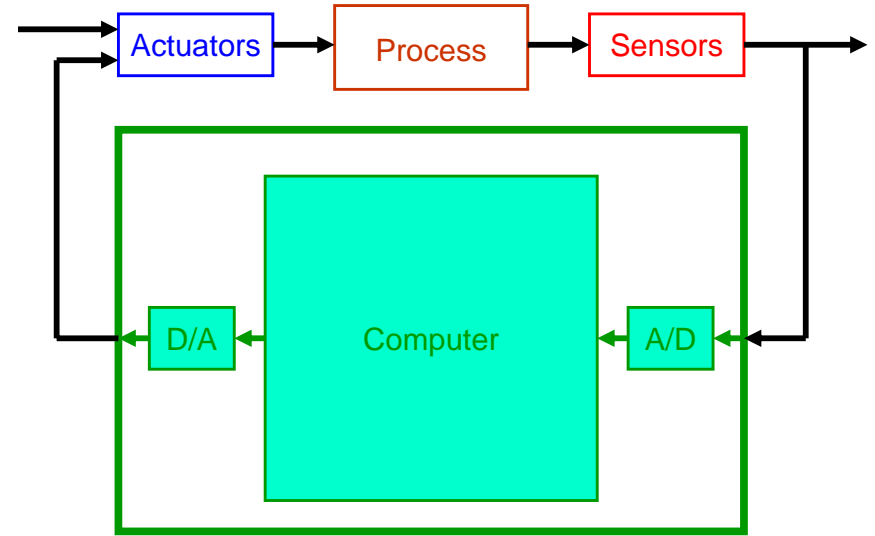 Actuators
Process
Sensors
D/A
Computer
A/D